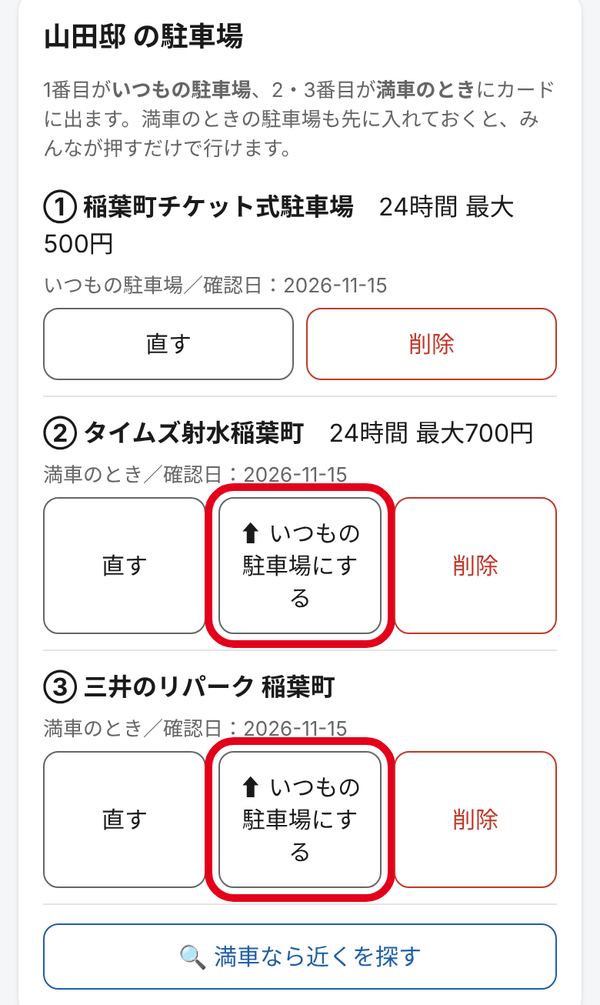 山田邸 の駐車場
1番目がいつもの駐車場、2・3番目が満車のときにカード
に出ます。満車のときの駐車場も先に入れておくと、み
んなが押すだけで行けます。
① 稲葉町チケット式駐車場 24時間 最大
500円
いつもの駐車場／確認日：2026-11-15
直す 削除
② タイムズ射水稲葉町 24時間 最大700円
満車のとき／確認日：2026-11-15
直す
⬆ いつもの
駐車場にす
る
削除
③ 三井のリパーク 稲葉町
満車のとき／確認日：2026-11-15
直す
⬆ いつもの
駐車場にす
る
削除
🔍 満車なら近くを探す